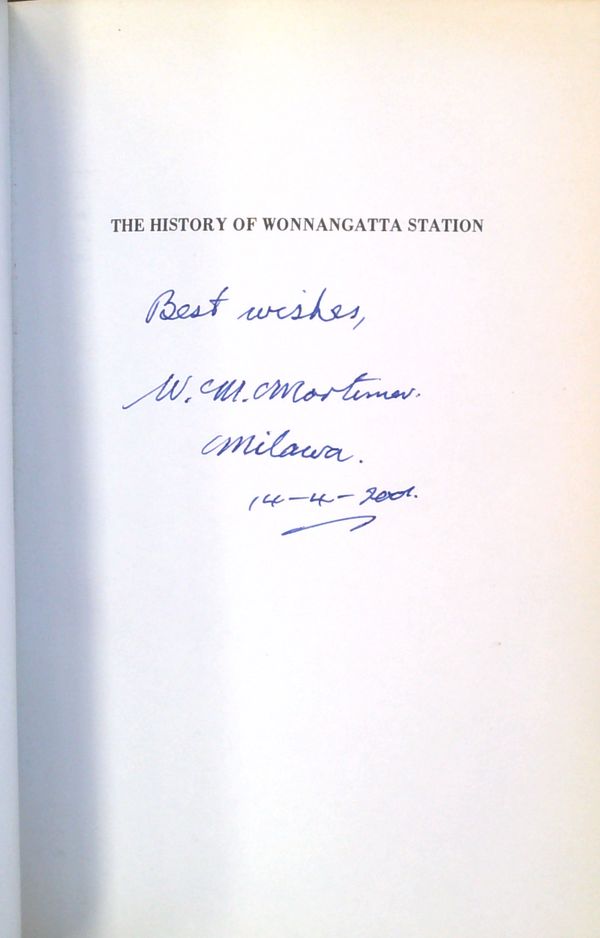 THE HISTORY OF WONNANGATTA STATION
Best wishes,
W. M. Mortimer.
Milawa.
14-4-2001.